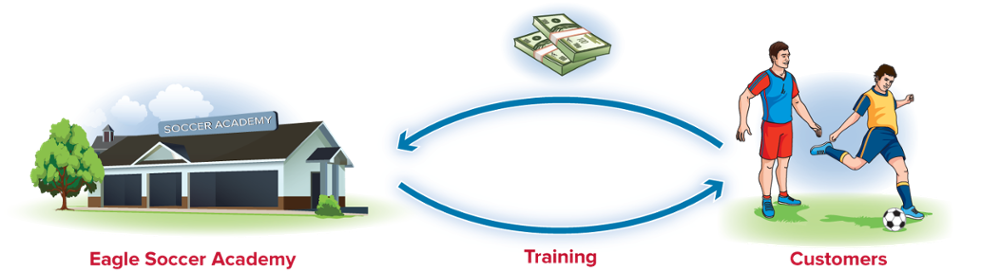 SOCCER ACADEMY
Eagle Soccer Academy
Training
Customers